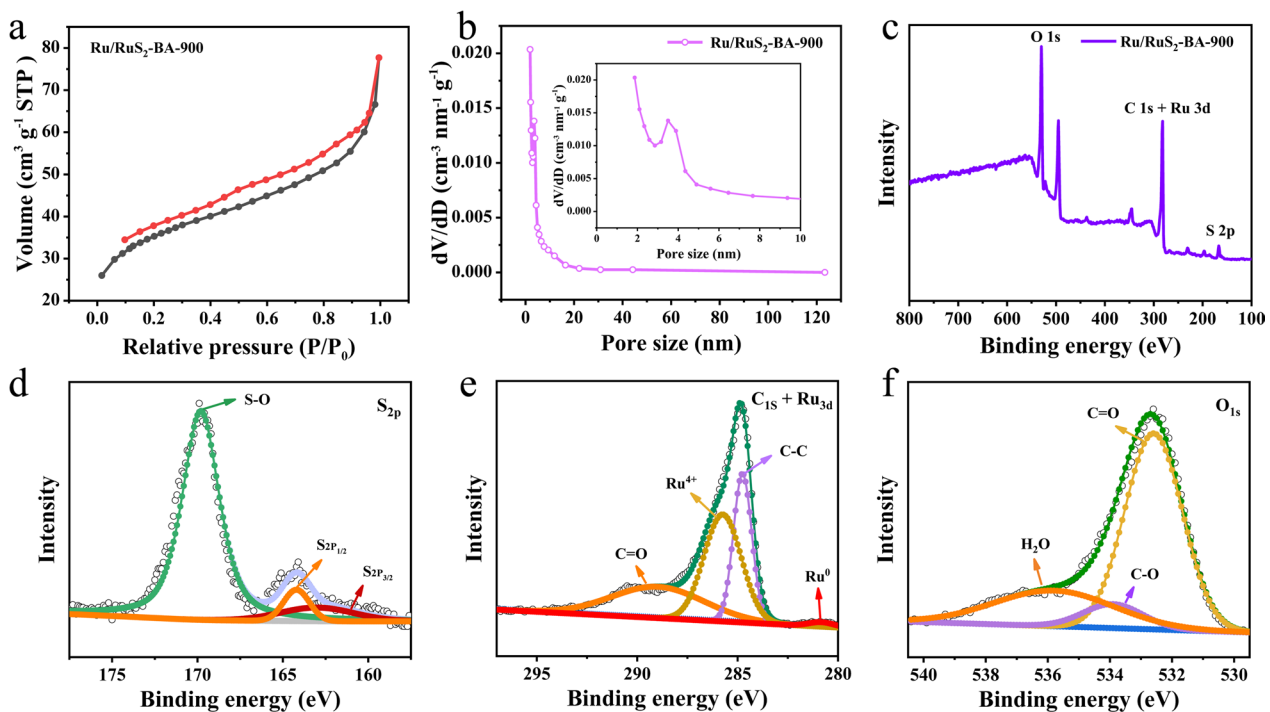 a
Ru/RuS₂-BA-900
Volume (cm³ g⁻¹ STP)
80
70
60
50
40
30
20
0.0 0.2 0.4 0.6 0.8 1.0
Relative pressure (P/P₀)
b
Ru/RuS₂-BA-900
dV/dD (cm⁻³ nm⁻¹ g⁻¹)
0.020
0.015
0.010
0.005
0.000
0 20 40 60 80 100 120
Pore size (nm)
dV/dD (cm⁻³ nm⁻¹ g⁻¹)
0.020
0.015
0.010
0.005
0.000
0 2 4 6 8 10
Pore size (nm)
c
Ru/RuS₂-BA-900
O 1s
C 1s + Ru 3d
S 2p
Intensity
800 700 600 500 400 300 200 100
Binding energy (eV)
d
S-O
S₂ₚ
S2P1/2
S2P3/2
Intensity
175 170 165 160
Binding energy (eV)
e
C₁S + Ru₃d
C-C
Ru⁴⁺
C=O
Ru⁰
Intensity
295 290 285 280
Binding energy (eV)
f
O₁s
C=O
H₂O
C-O
Intensity
540 538 536 534 532 530
Binding energy (eV)